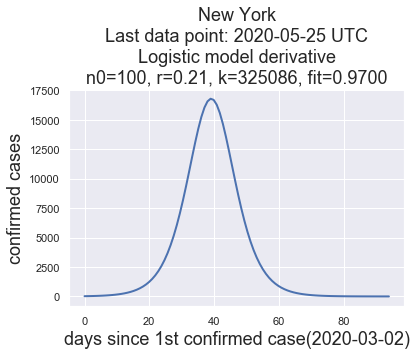 New York
Last data point: 2020-05-25 UTC
Logistic model derivative
n0=100, r=0.21, k=325086, fit=0.9700
17500
15000
12500
10000
7500
5000
2500
0
confirmed cases
0 20 40 60 80
days since 1st confirmed case(2020-03-02)